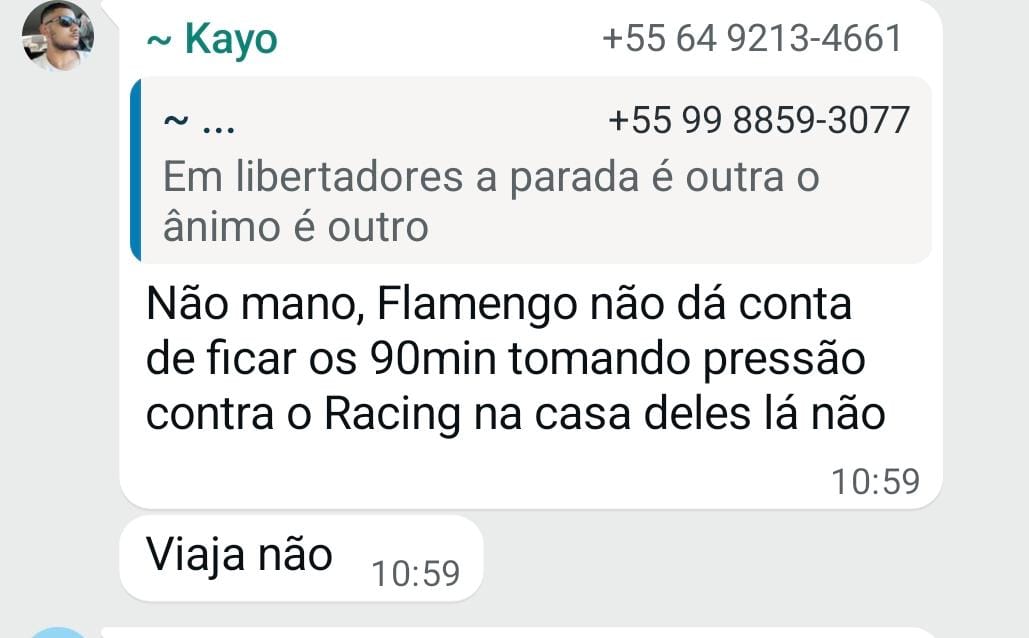 ~ Kayo +55 64 9213-4661
~ ... +55 99 8859-3077
Em libertadores a parada é outra o
ânimo é outro
Não mano, Flamengo não dá conta
de ficar os 90min tomando pressão
contra o Racing na casa deles lá não
10:59
Viaja não 10:59